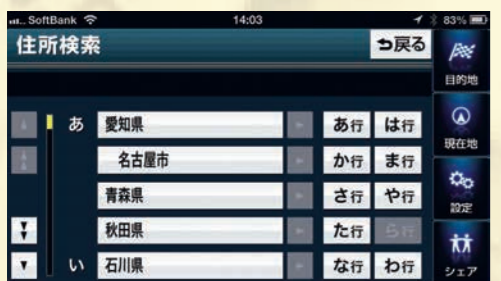 SoftBank 14:03 83%
住所検索 戻る
目的地
現在地
設定
シェア
あ 愛知県 あ行 は行
名古屋市 か行 ま行
青森県 さ行 や行
秋田県 た行 ら行
い 石川県 な行 わ行